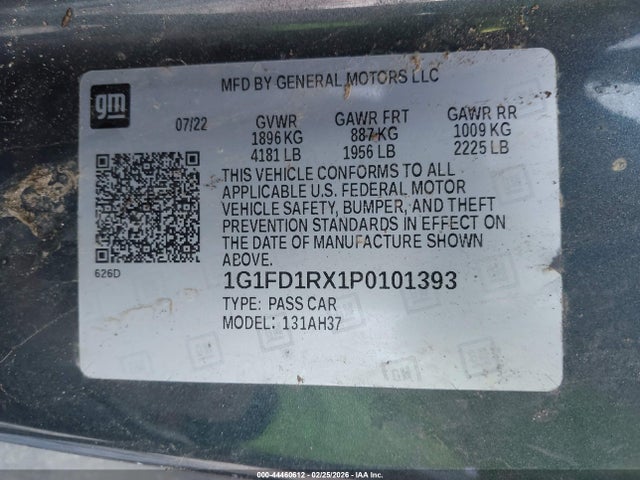 MFD BY GENERAL MOTORS LLC
gm
07/22 GVWR GAWR FRT GAWR RR
1896 KG 887 KG 1009 KG
4181 LB 1956 LB 2225 LB
THIS VEHICLE CONFORMS TO ALL
APPLICABLE U.S. FEDERAL MOTOR
VEHICLE SAFETY, BUMPER, AND THEFT
PREVENTION STANDARDS IN EFFECT ON
THE DATE OF MANUFACTURE SHOWN
ABOVE.
626D
1G1FD1RX1P0101393
TYPE: PASS CAR
MODEL: 131AH37
GM
000-44460612 - 02/25/2026 - IAA Inc.